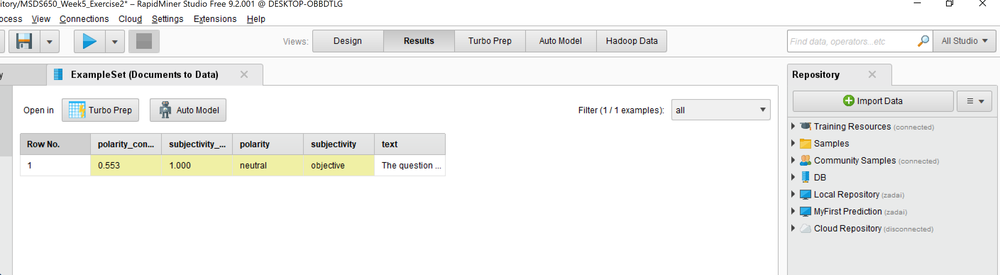 itory/MSDS650_Week5_Exercise2* – RapidMiner Studio Free 9.2.001 @ DESKTOP-OBBDTLG
ocess View Connections Cloud Settings Extensions Help
Views: Design Results Turbo Prep Auto Model Hadoop Data Find data, operators...etc All Studio
y ExampleSet (Documents to Data) Repository
Open in Turbo Prep Auto Model Filter (1 / 1 examples): all Import Data
Row No. polarity_con... subjectivity_... polarity subjectivity text
1 0.553 1.000 neutral objective The question ...
Training Resources (connected)
Samples
Community Samples (connected)
DB
Local Repository (zadai)
MyFirst Prediction (zadai)
Cloud Repository (disconnected)